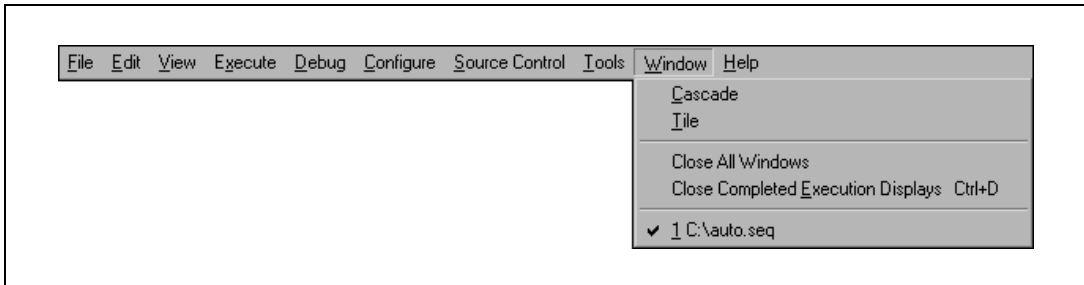 File Edit View Execute Debug Configure Source Control Tools Window Help
Cascade
Tile
Close All Windows
Close Completed Execution Displays Ctrl+D
1 C:\auto.seq